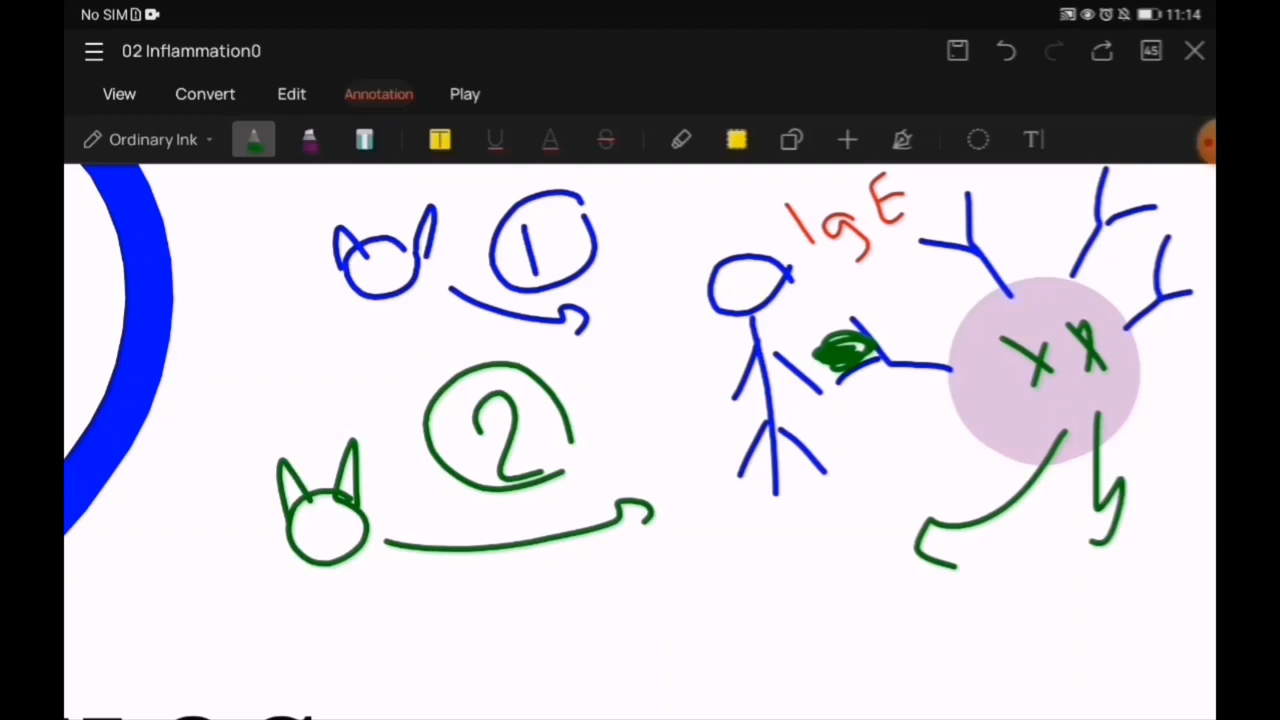 No SIM
11:14
02 Inflammation0
45
View Convert Edit Annotation Play
Ordinary Ink
T
1
IgE
2